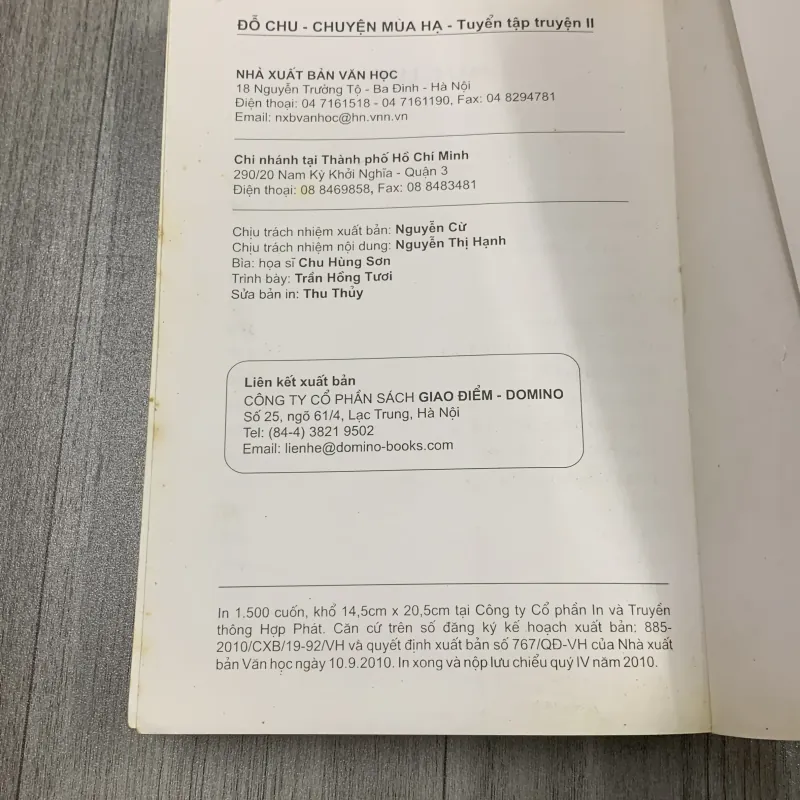 ĐỖ CHU - CHUYỆN MÙA HẠ - Tuyển tập truyện II
NHÀ XUẤT BẢN VĂN HỌC
18 Nguyễn Trường Tộ - Ba Đình - Hà Nội
Điện thoại: 04 7161518 - 04 7161190, Fax: 04 8294781
Email: nxbvanhoc@hn.vnn.vn
Chi nhánh tại Thành phố Hồ Chí Minh
290/20 Nam Kỳ Khởi Nghĩa - Quận 3
Điện thoại: 08 8469858, Fax: 08 8483481
Chịu trách nhiệm xuất bản: Nguyễn Cừ
Chịu trách nhiệm nội dung: Nguyễn Thị Hạnh
Bìa: họa sĩ Chu Hùng Sơn
Trình bày: Trần Hồng Tươi
Sửa bản in: Thu Thủy
Liên kết xuất bản
CÔNG TY CỔ PHẦN SÁCH GIAO ĐIỂM - DOMINO
Số 25, ngõ 61/4, Lạc Trung, Hà Nội
Tel: (84-4) 3821 9502
Email: lienhe@domino-books.com
In 1.500 cuốn, khổ 14,5cm x 20,5cm tại Công ty Cổ phần In và Truyền
thông Hợp Phát. Căn cứ trên số đăng ký kế hoạch xuất bản: 885-
2010/CXB/19-92/VH và quyết định xuất bản số 767/QĐ-VH của Nhà xuất
bản Văn học ngày 10.9.2010. In xong và nộp lưu chiểu quý IV năm 2010.